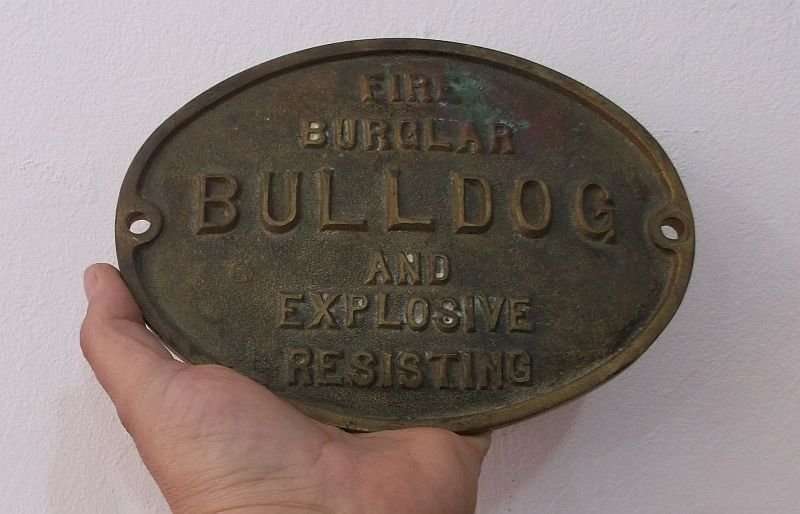 FIRE
BURGLAR
BULLDOG
AND
EXPLOSIVE
RESISTING